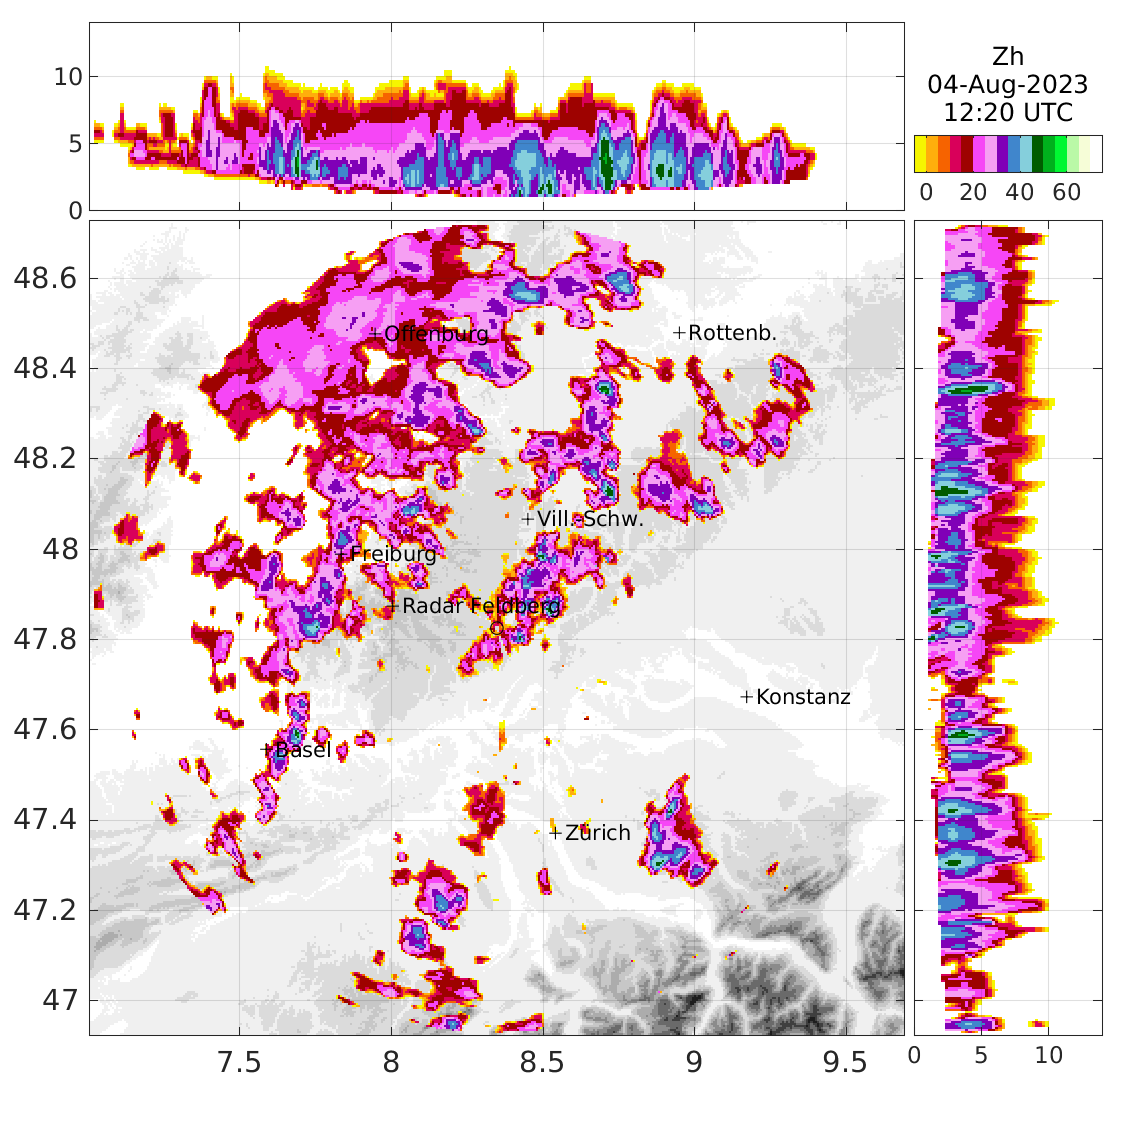 10
5
0
Zh
04-Aug-2023
12:20 UTC
0 20 40 60
48.6
48.4
48.2
48
47.8
47.6
47.4
47.2
47
+Offenburg
+Rottenb.
+Vill.-Schw.
+Freiburg
+Radar Feldberg
+Konstanz
+Basel
+Zürich
7.5 8 8.5 9 9.5
0 5 10